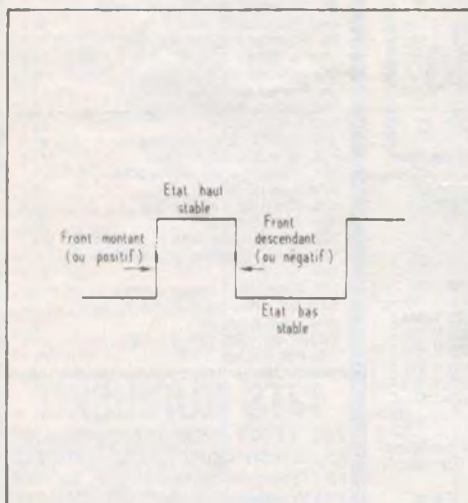 Etat haut
stable
Front montant
(ou positif)
Front
descendant
(ou négatif)
Etat bas
stable